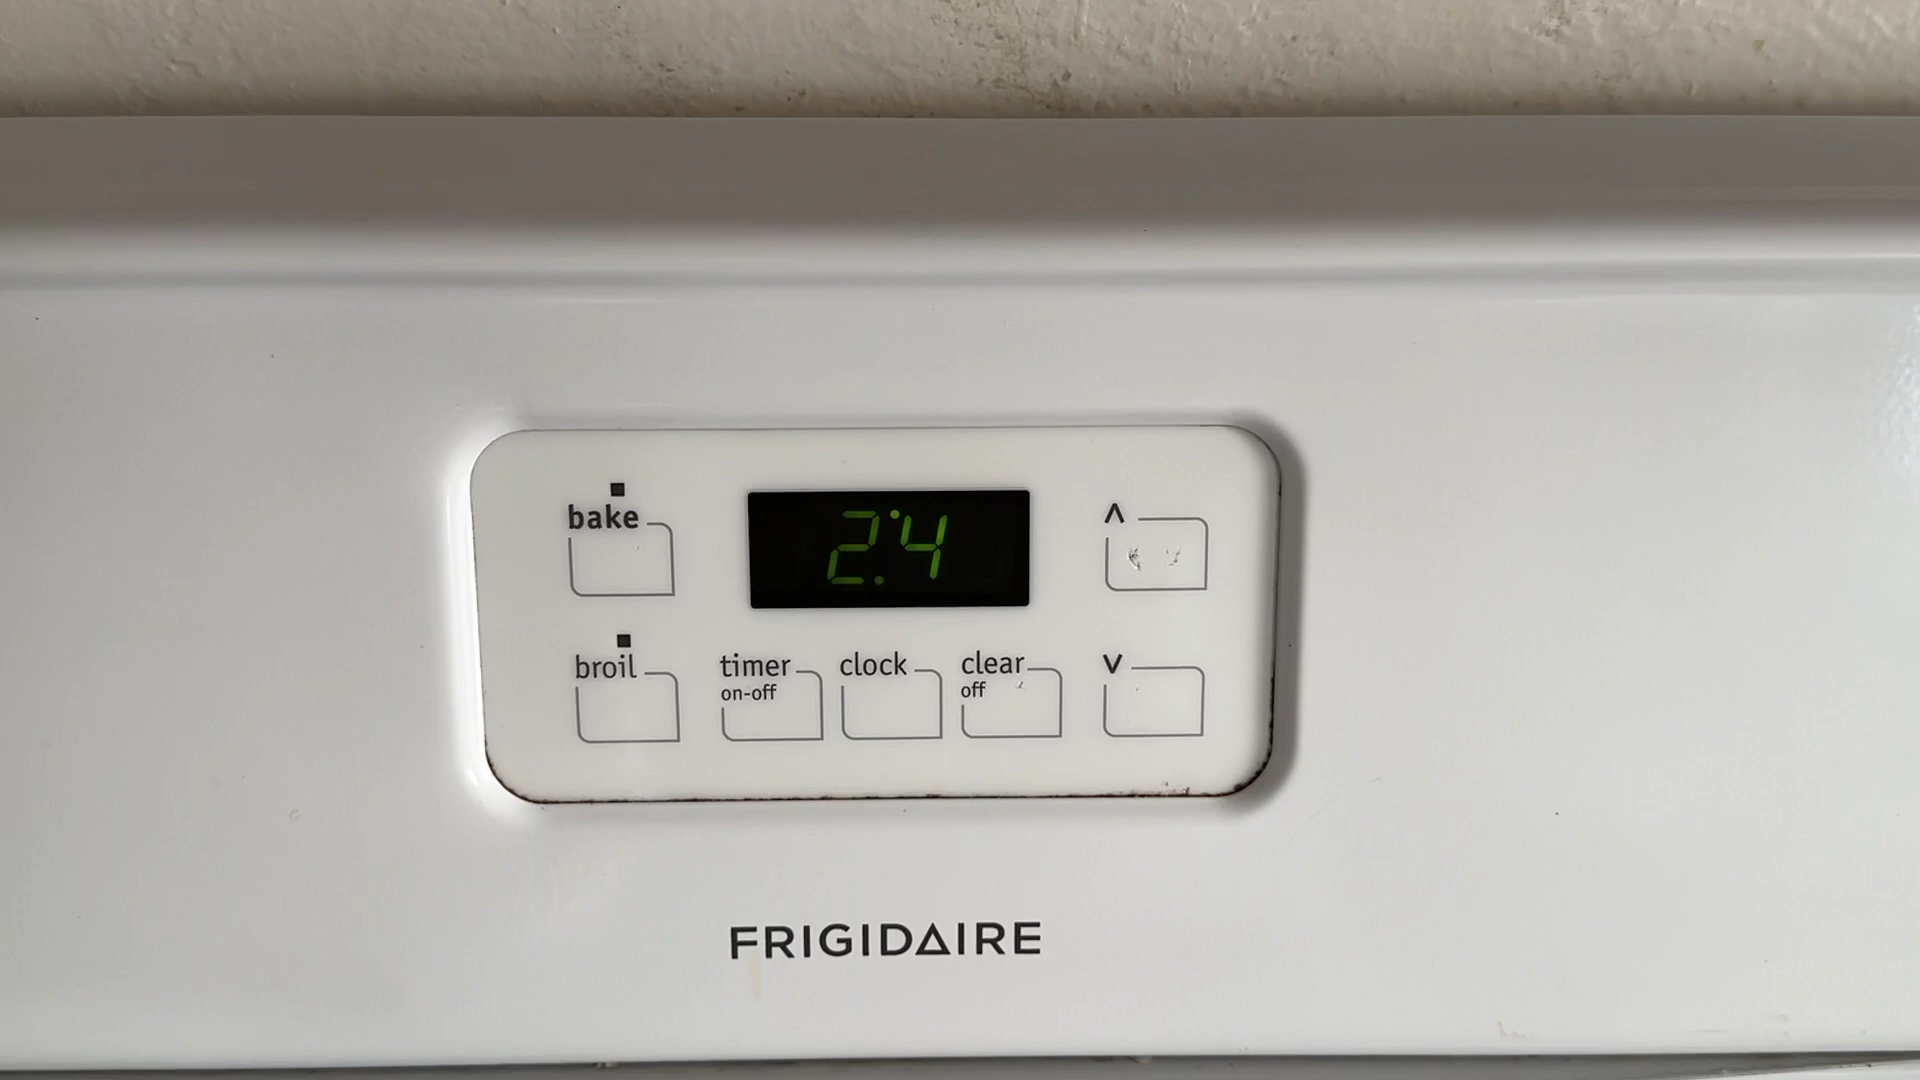 bake
2:4
^
broil
timer
on-off
clock
clear
off
v
FRIGIDAIRE